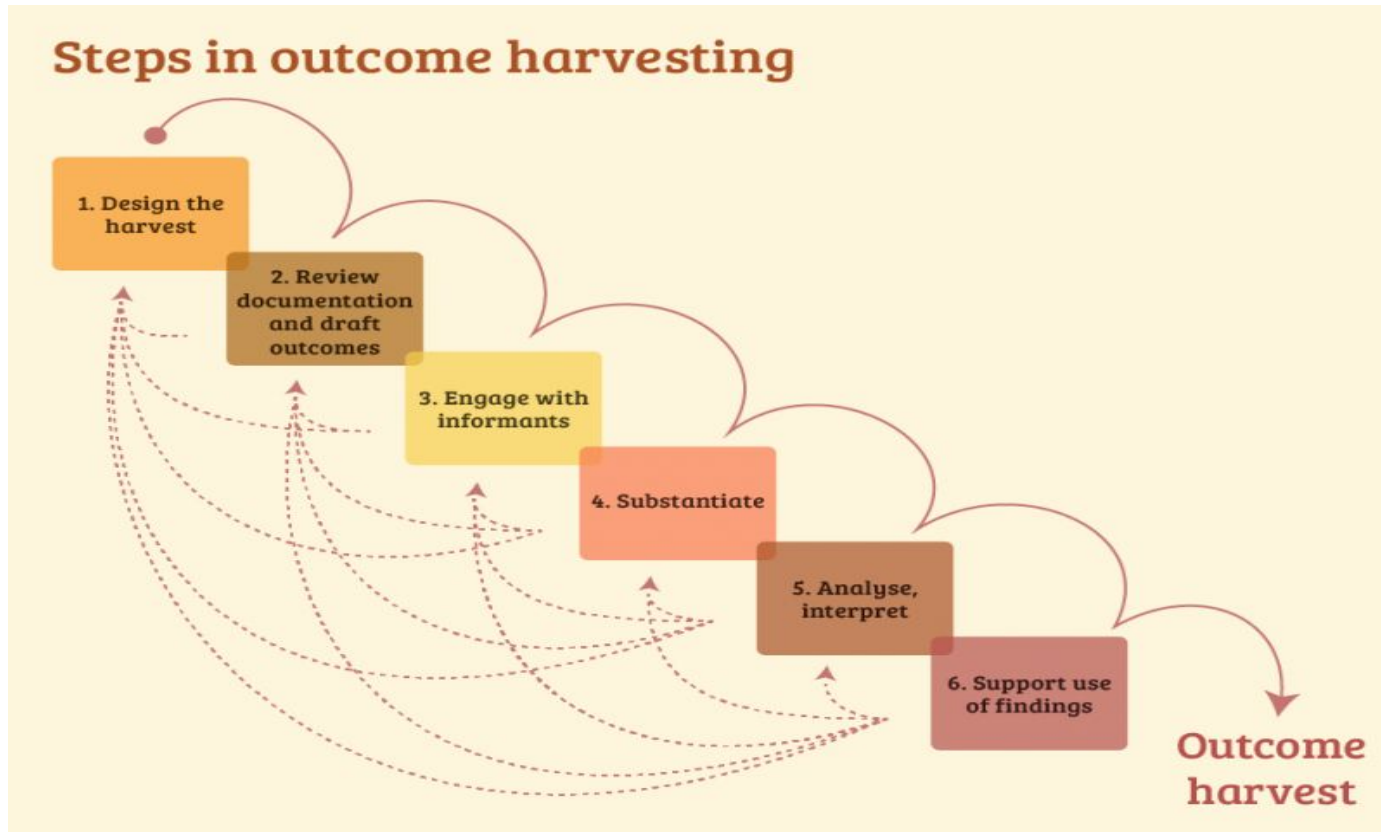 Steps in outcome harvesting
1. Design the
harvest
2. Review
documentation
and draft
outcomes
3. Engage with
informants
4. Substantiate
5. Analyse,
interpret
6. Support use
of findings
Outcome
harvest